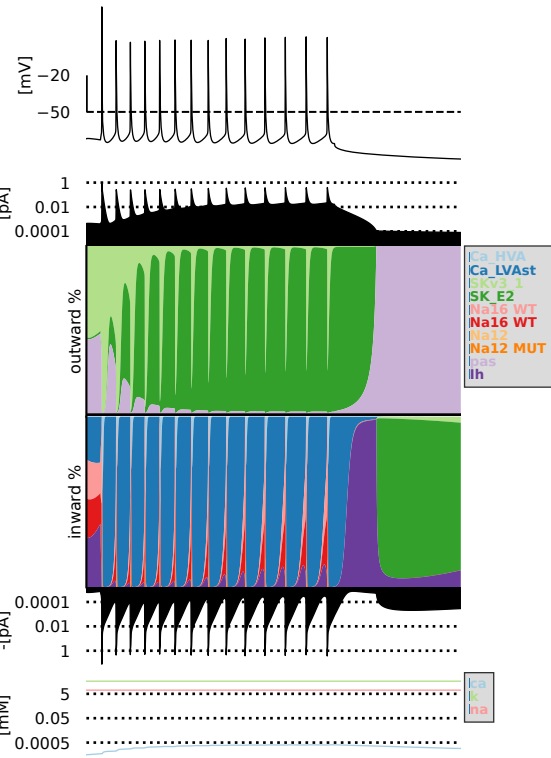 [mV]
−20
−50
[pA]
1
0.01
0.0001
outward %
Ca_HVA
Ca_LVAst
SKv3_1
SK_E2
Na16 WT
Na16 WT
Na12
Na12 MUT
pas
Ih
inward %
-[pA]
0.0001
0.01
1
[mM]
5
0.05
0.0005
ca
k
na